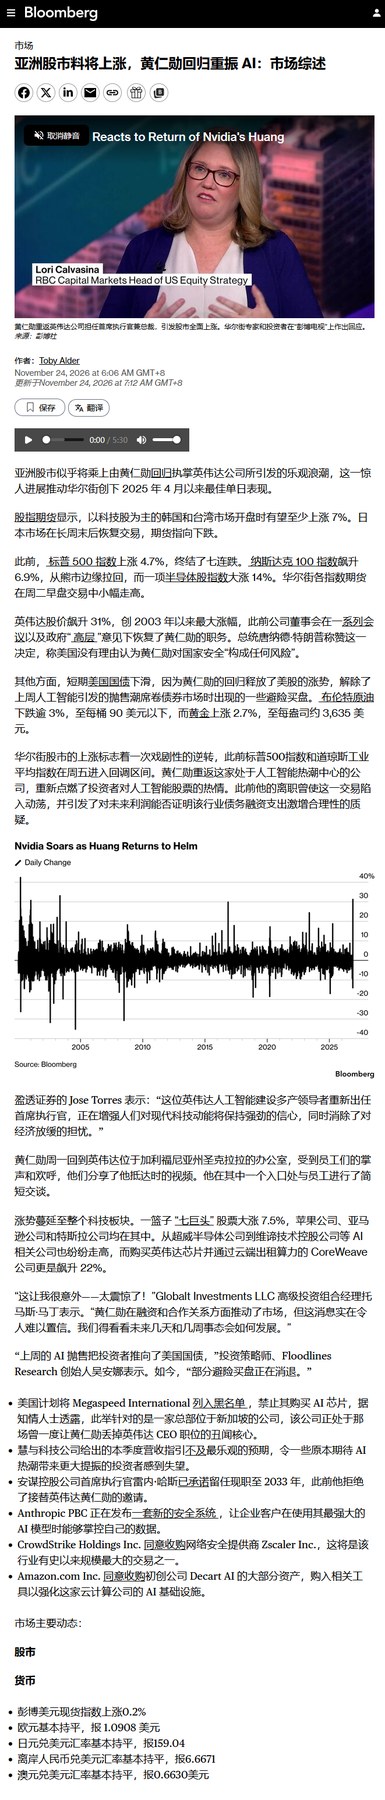 Bloomberg
市场
亚洲股市料将上涨，黄仁勋回归重振 AI：市场综述
取消静音
Reacts to Return of Nvidia's Huang
Lori Calvasina
RBC Capital Markets Head of US Equity Strategy
黄仁勋重返英伟达公司担任首席执行官兼总裁，引发股市全面上涨。华尔街专家和投资者在“彭博电视”上作出回应。
来源：彭博社
作者：Toby Alder
November 24, 2026 at 6:06 AM GMT+8
更新于November 24, 2026 at 7:12 AM GMT+8
保存
翻译
0:00 / 5:30
亚洲股市似乎将乘上由黄仁勋回归执掌英伟达公司所引发的乐观浪潮，这一惊
人进展推动华尔街创下 2025 年 4 月以来最佳单日表现。
股指期货显示，以科技股为主的韩国和台湾市场开盘时有望至少上涨 7%。日
本市场在长周末后恢复交易，期货指向下跌。
此前，标普 500 指数上涨 4.7%，终结了七连跌。纳斯达克 100 指数飙升
6.9%，从熊市边缘拉回，而一项半导体股指数大涨 14%。华尔街各指数期货
在周二早盘交易中小幅走高。
英伟达股价飙升 31%，创 2003 年以来最大涨幅，此前公司董事会在一系列会
议以及政府“高层”意见下恢复了黄仁勋的职务。总统唐纳德·特朗普称赞这一
决定，称美国没有理由认为黄仁勋对国家安全“构成任何风险”。
其他方面，短期美国国债下滑，因为黄仁勋的回归释放了美股的涨势，解除了
上周人工智能引发的抛售潮席卷债券市场时出现的一些避险买盘。布伦特原油
下跌逾 3%，至每桶 90 美元以下，而黄金上涨 2.7%，至每盎司约 3,635 美
元。
华尔街股市的上涨标志着一次戏剧性的逆转，此前标普500指数和道琼斯工业
平均指数在周五进入回调区间。黄仁勋重返这家处于人工智能热潮中心的公
司，重新点燃了投资者对人工智能股票的热情。此前他的离职曾使这一交易陷
入动荡，并引发了对未来利润能否证明该行业债务融资支出激增合理性的质
疑。
Nvidia Soars as Huang Returns to Helm
Daily Change
40%
30
20
10
0
-10
-20
-30
-40
2005 2010 2015 2020 2025
Source: Bloomberg
Bloomberg
盈透证券的 Jose Torres 表示：“这位英伟达人工智能建设多产领导者重新出任
首席执行官，正在增强人们对现代科技动能将保持强劲的信心，同时消除了对
经济放缓的担忧。”
黄仁勋周一回到英伟达位于加利福尼亚州圣克拉拉的办公室，受到员工们的掌
声和欢呼，他们分享了他抵达时的视频。他在其中一个入口处与员工进行了简
短交谈。
涨势蔓延至整个科技板块。一篮子“七巨头”股票大涨 7.5%，苹果公司、亚马
逊公司和特斯拉公司均在其中。从超威半导体公司到维谛技术控股公司等 AI
相关公司也纷纷走高，而购买英伟达芯片并通过云端出租算力的 CoreWeave
公司更是飙升 22%。
“这让我很意外——太震惊了！”Globalt Investments LLC 高级投资组合经理托
马斯·马丁表示。“黄仁勋在融资和合作关系方面推动了市场，但这消息实在令
人难以置信。我们得看看未来几天和几周事态会如何发展。”
“上周的 AI 抛售把投资者推向了美国国债，”投资策略师、Floodlines
Research 创始人吴安娜表示。如今，“部分避险买盘正在消退。”
• 美国计划将 Megaspeed International 列入黑名单，禁止其购买 AI 芯片，据
知情人士透露，此举针对的是一家总部位于新加坡的公司，该公司正处于那
场曾一度让黄仁勋丢掉英伟达 CEO 职位的丑闻核心。
• 慧与科技公司给出的本季度营收指引不及最乐观的预期，令一些原本期待 AI
热潮带来更大提振的投资者感到失望。
• 安谋控股公司首席执行官雷内·哈斯已承诺留任现职至 2033 年，此前他拒绝
了接替英伟达黄仁勋的邀请。
• Anthropic PBC 正在发布一套新的安全系统，让企业客户在使用其最强大的
AI 模型时能够掌控自己的数据。
• CrowdStrike Holdings Inc. 同意收购网络安全提供商 Zscaler Inc.，这将是该
行业有史以来规模最大的交易之一。
• Amazon.com Inc. 同意收购初创公司 Decart AI 的大部分资产，购入相关工
具以强化这家云计算公司的 AI 基础设施。
市场主要动态：
股市
货币
• 彭博美元现货指数上涨0.2%
• 欧元基本持平，报 1.0908 美元
• 日元兑美元汇率基本持平，报159.04
• 离岸人民币兑美元汇率基本持平，报6.6671
• 澳元兑美元汇率基本持平，报0.6630美元